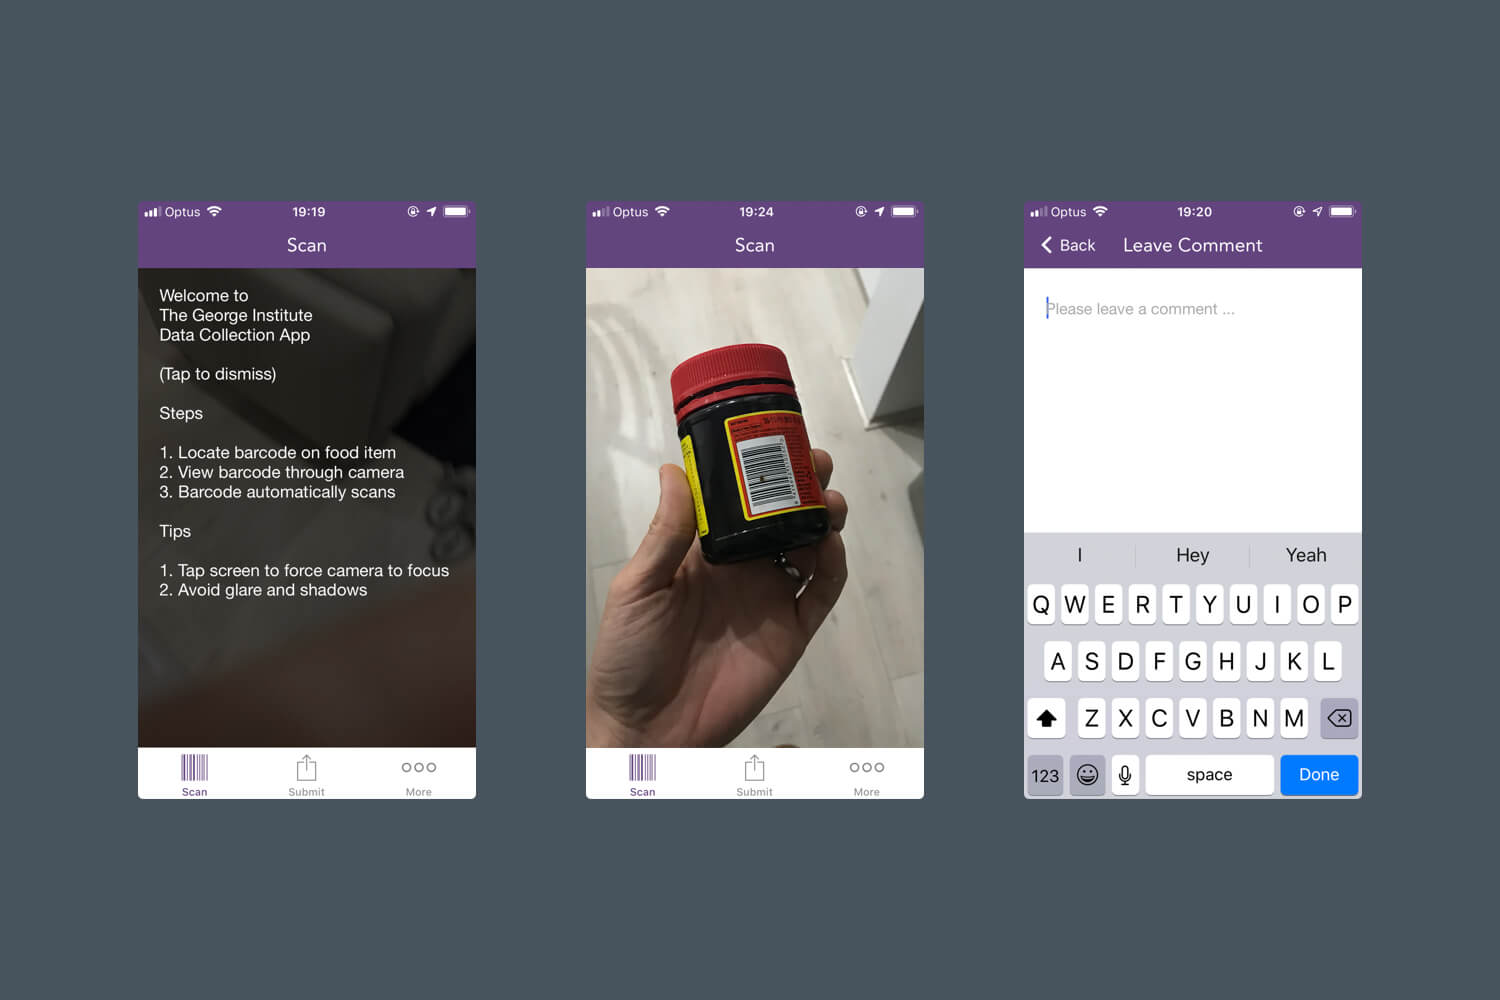 Optus 19:19
Scan
Welcome to
The George Institute
Data Collection App
(Tap to dismiss)
Steps
1. Locate barcode on food item
2. View barcode through camera
3. Barcode automatically scans
Tips
1. Tap screen to force camera to focus
2. Avoid glare and shadows
Scan Submit More
Optus 19:24
Scan
Scan Submit More
Optus 19:20
Back Leave Comment
Please leave a comment ...
I Hey Yeah
Q W E R T Y U I O P
A S D F G H J K L
Z X C V B N M
123 space Done